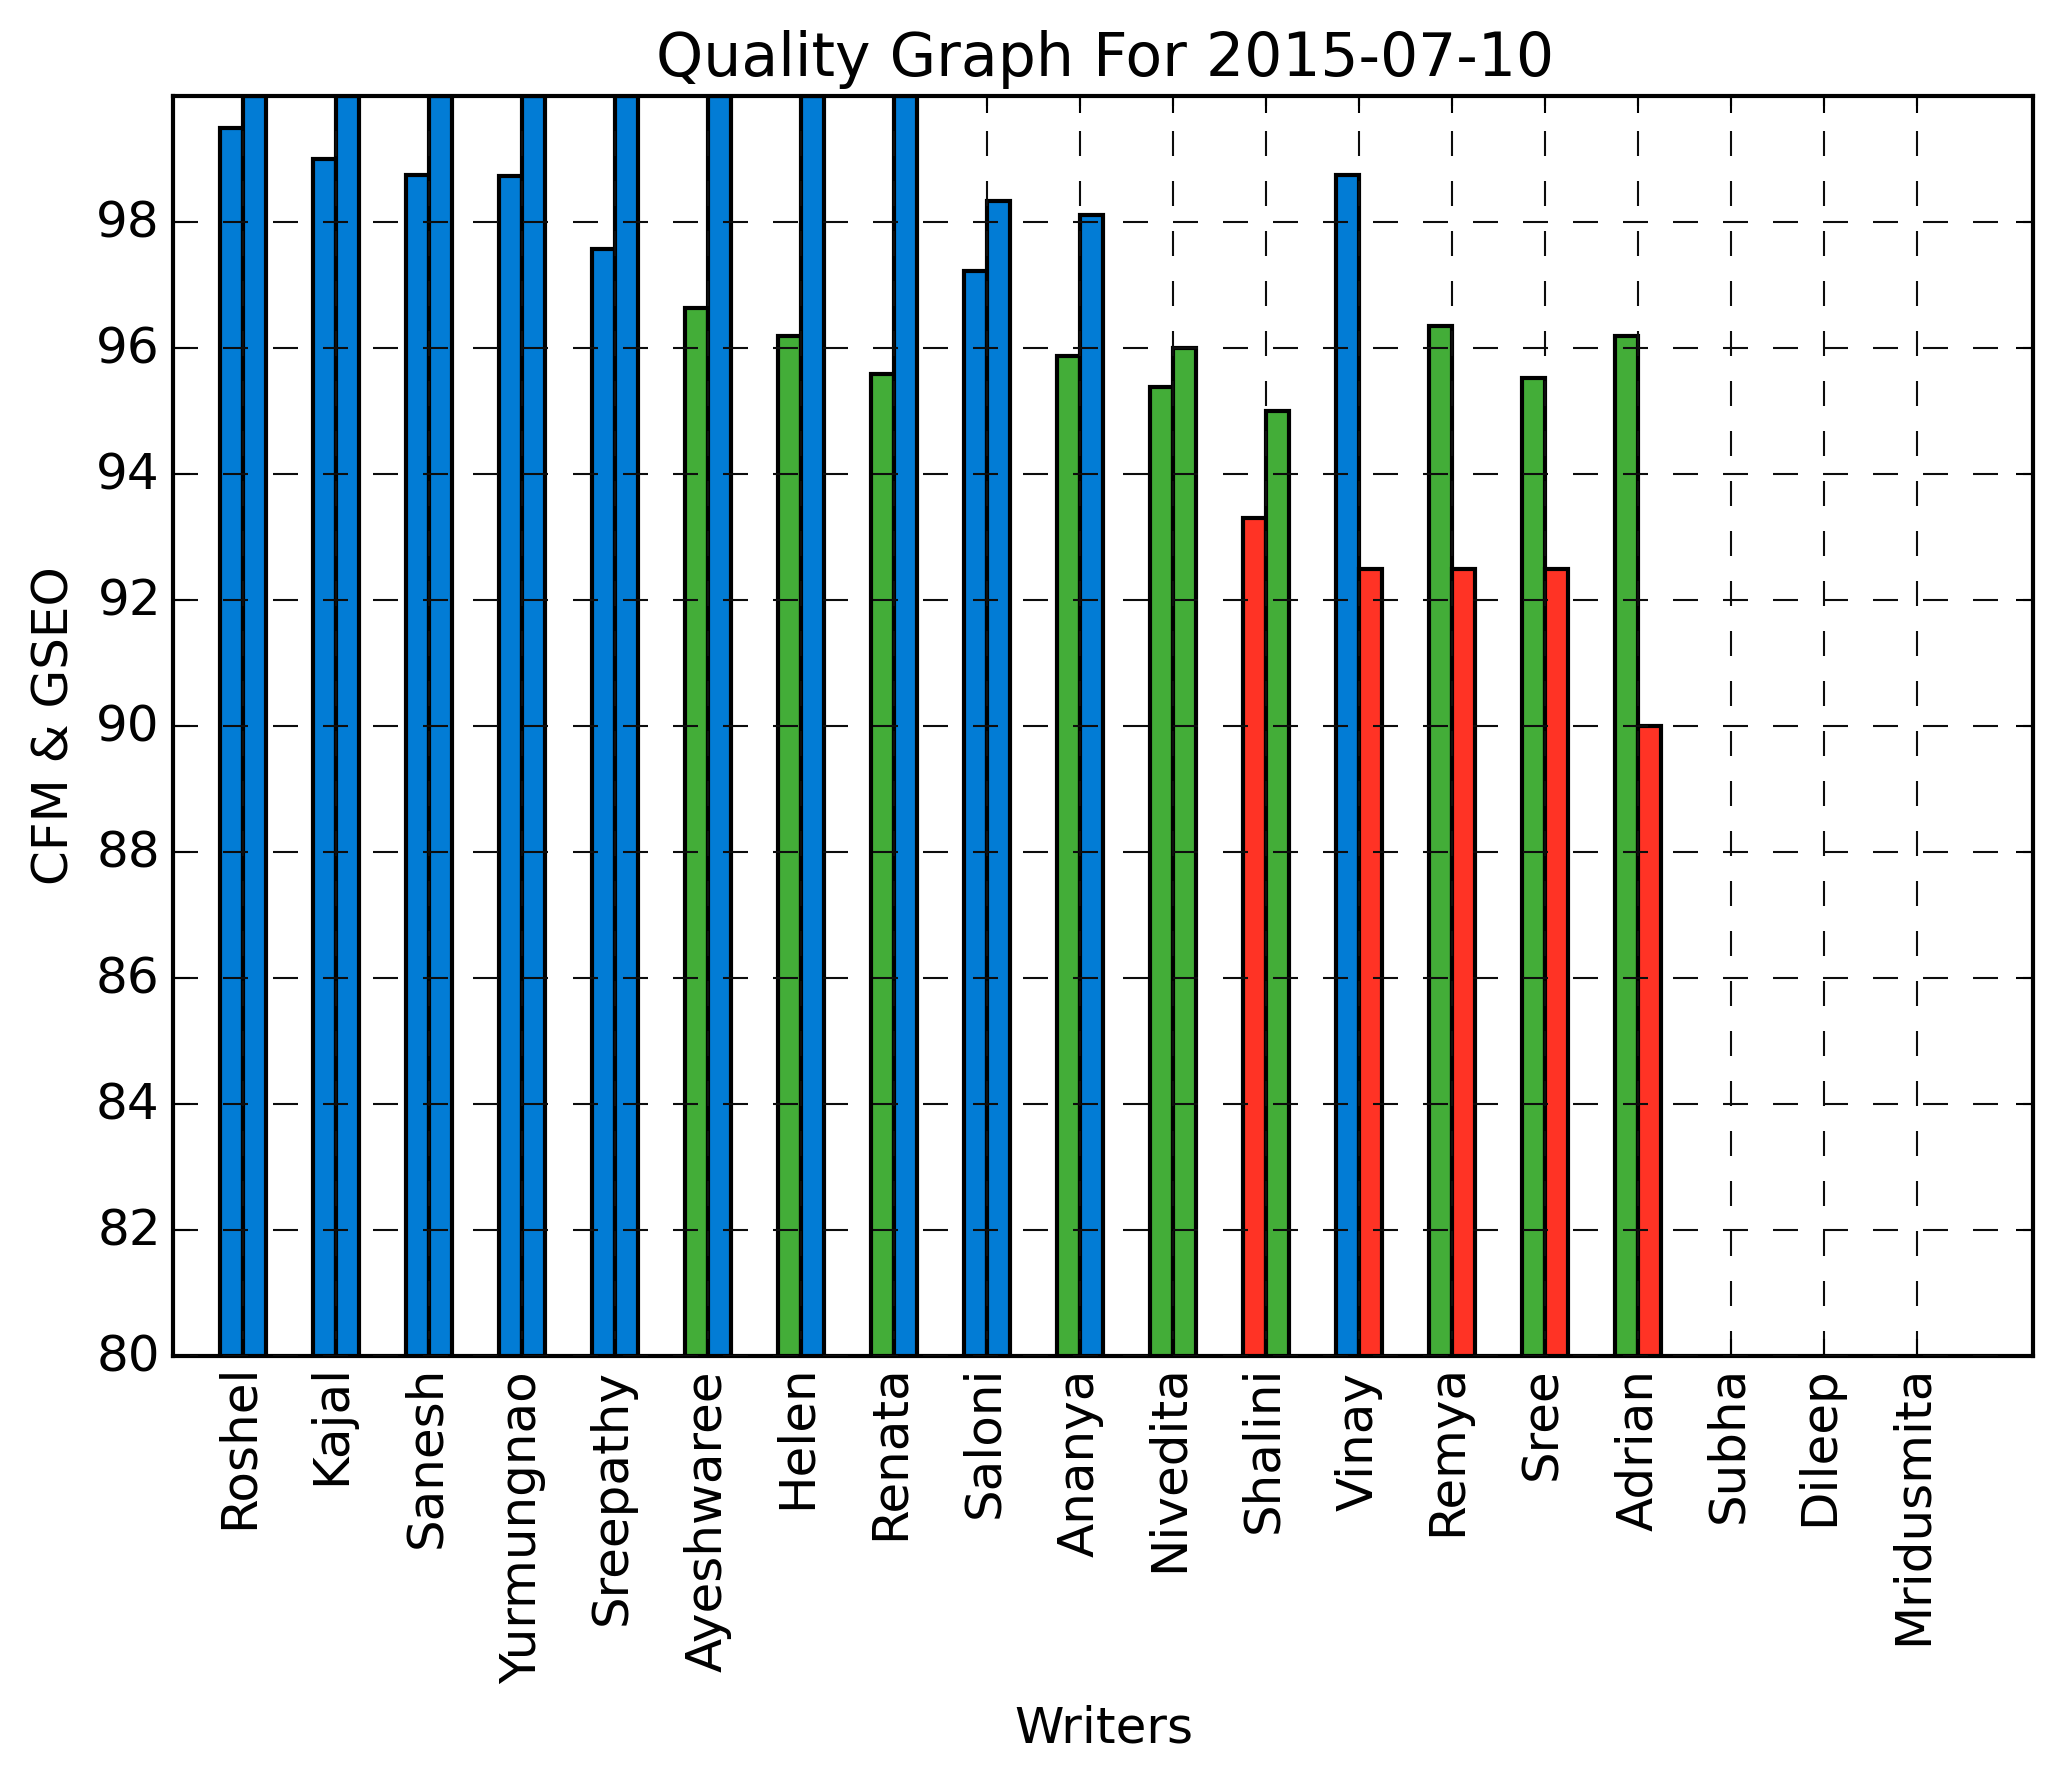 Quality Graph For 2015-07-10
CFM & GSEO
98
96
94
92
90
88
86
84
82
80
Roshel
Kajal
Sanesh
Yurmungnao
Sreepathy
Ayeshwaree
Helen
Renata
Saloni
Ananya
Nivedita
Shalini
Vinay
Remya
Sree
Adrian
Subha
Dileep
Mridusmita
Writers